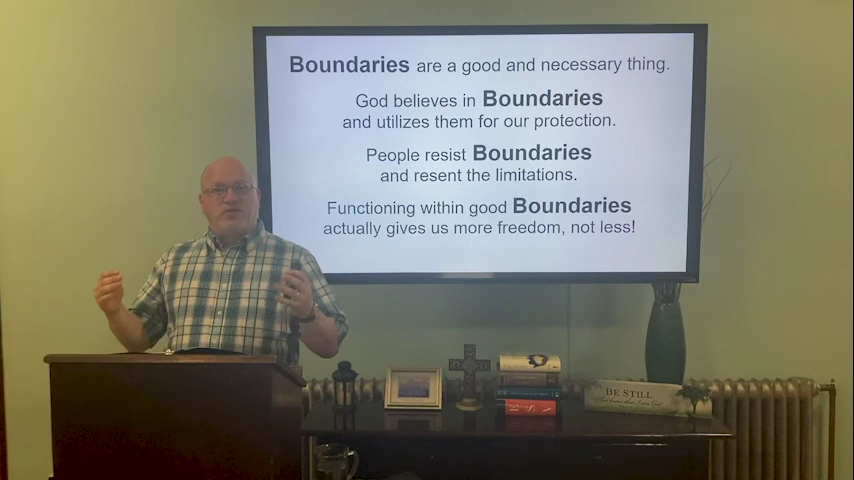 Boundaries are a good and necessary thing.
God believes in Boundaries
and utilizes them for our protection.
People resist Boundaries
and resent the limitations.
Functioning within good Boundaries
actually gives us more freedom, not less!
BE STILL